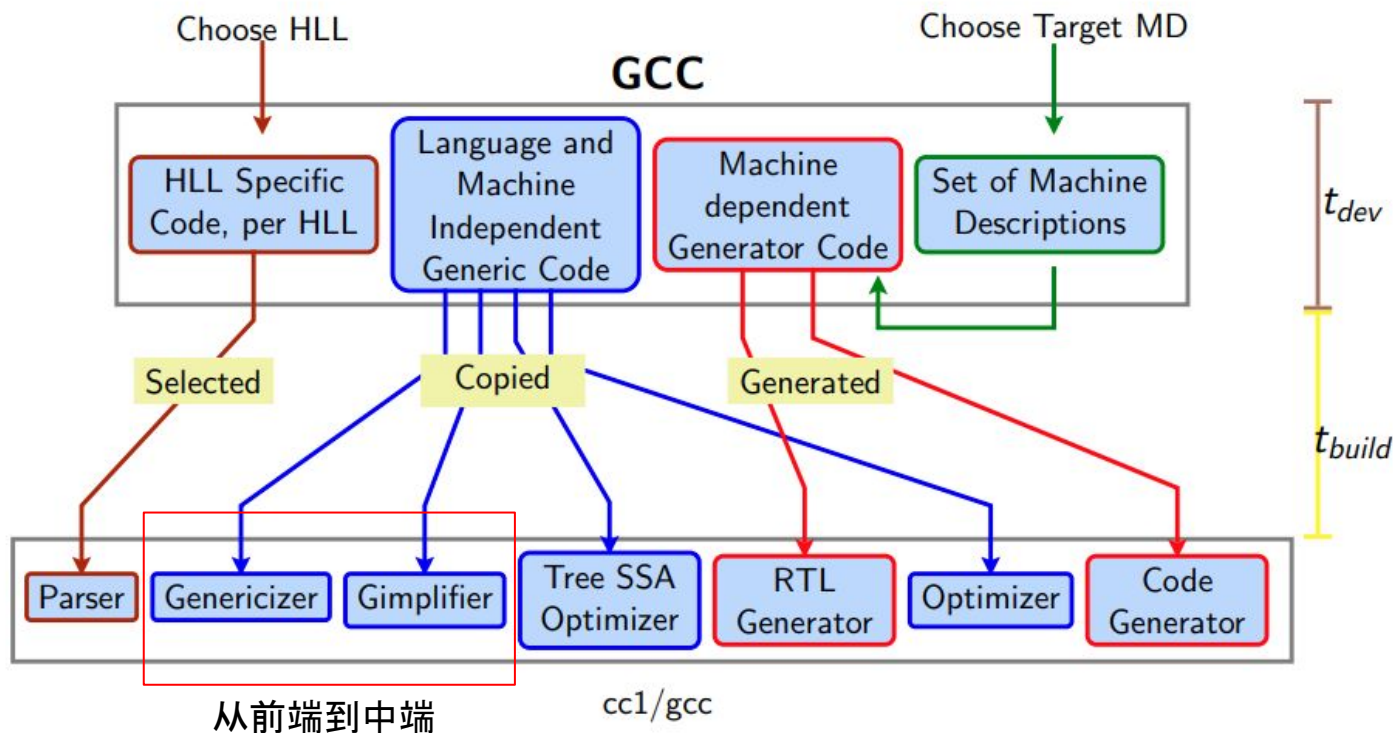 Choose HLL
Choose Target MD
GCC
HLL Specific
Code, per HLL
Language and
Machine
Independent
Generic Code
Machine
dependent
Generator Code
Set of Machine
Descriptions
t_dev
Selected
Copied
Generated
t_build
Parser
Genericizer
Gimplifier
Tree SSA
Optimizer
RTL
Generator
Optimizer
Code
Generator
从前端到中端
cc1/gcc